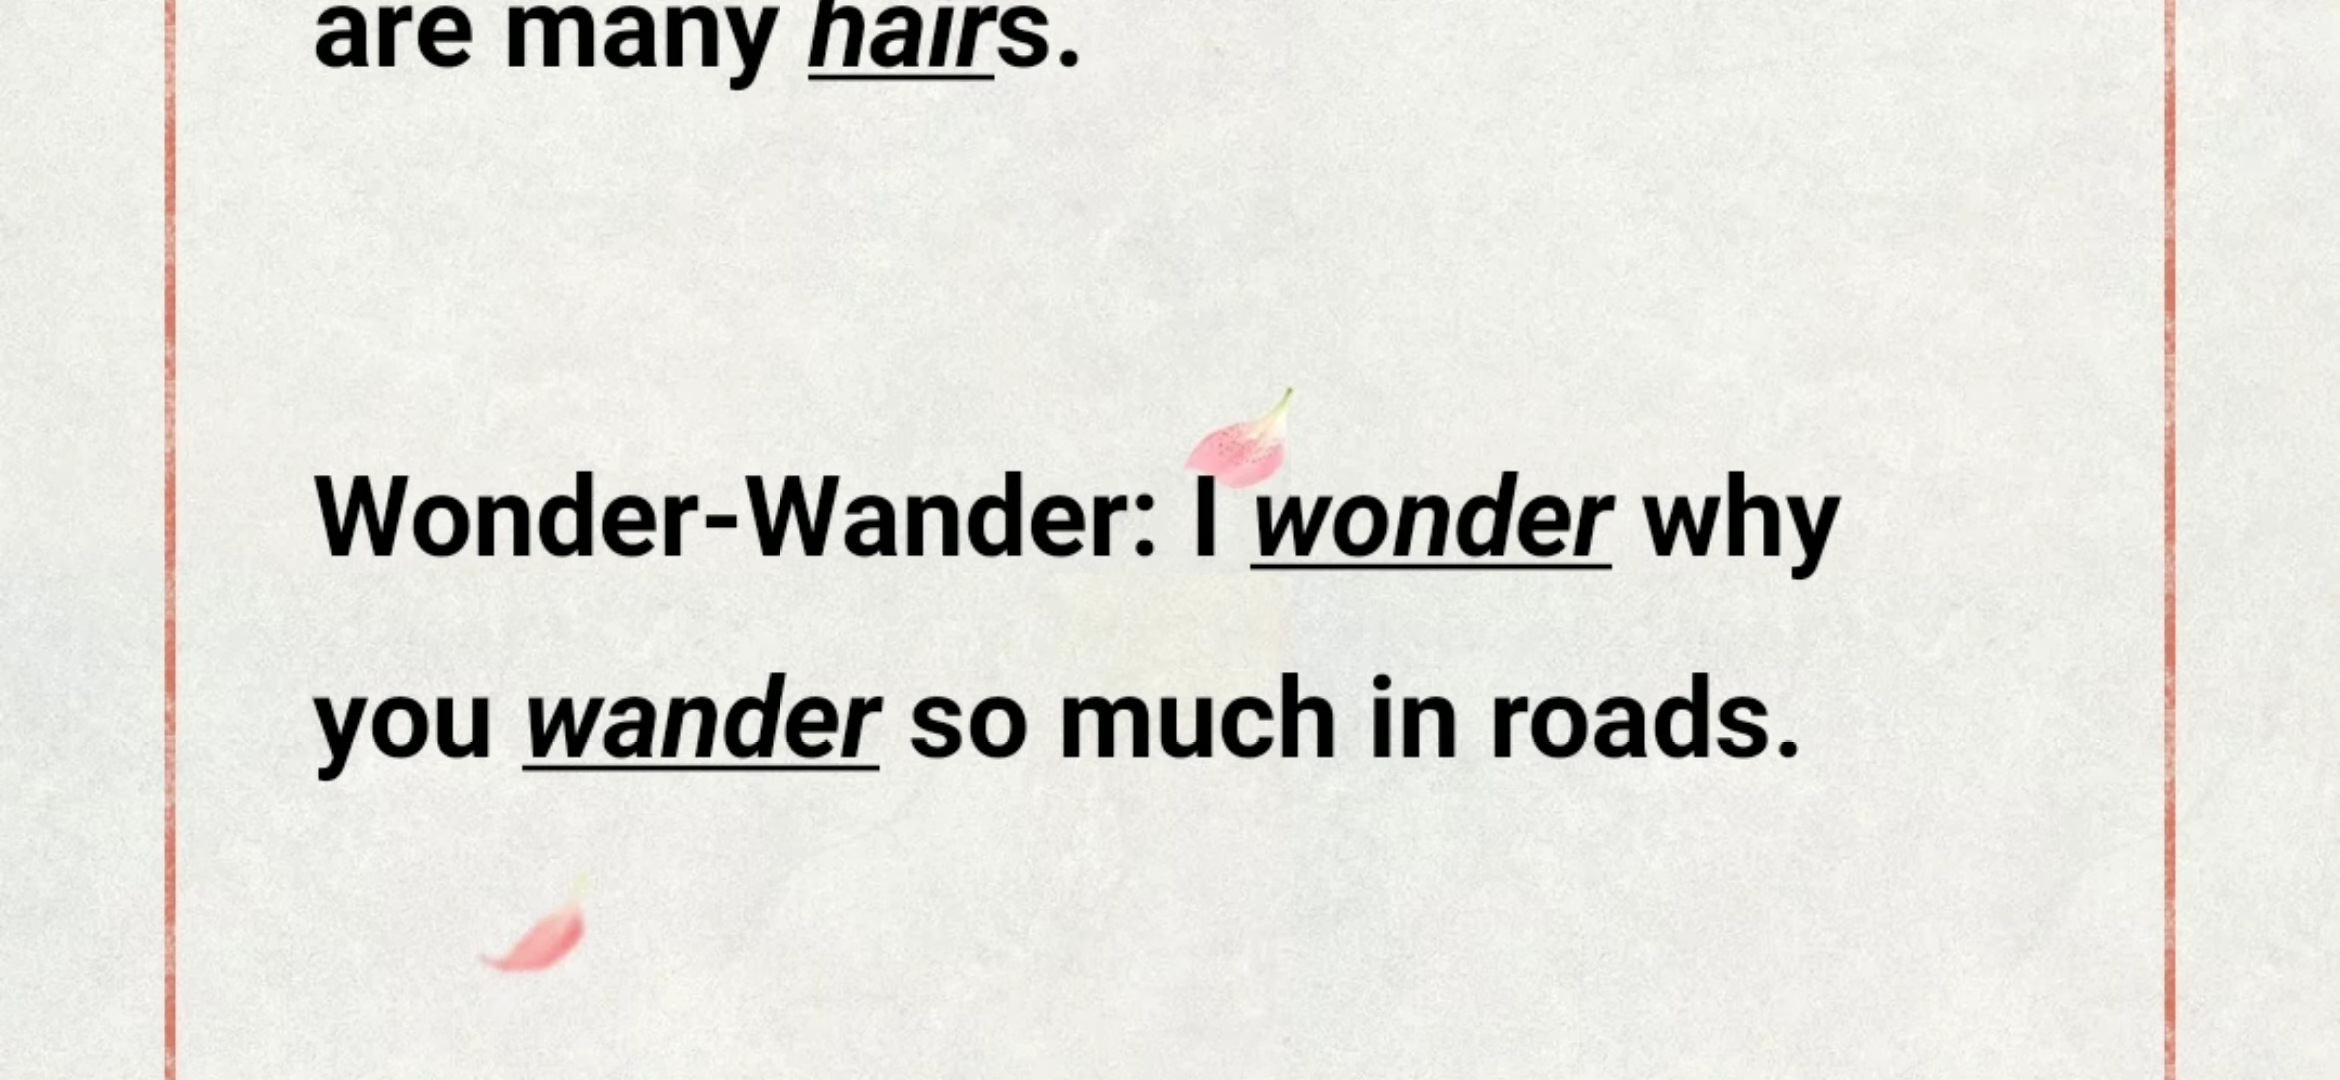 are many hairs.
Wonder-Wander: I wonder why
you wander so much in roads.